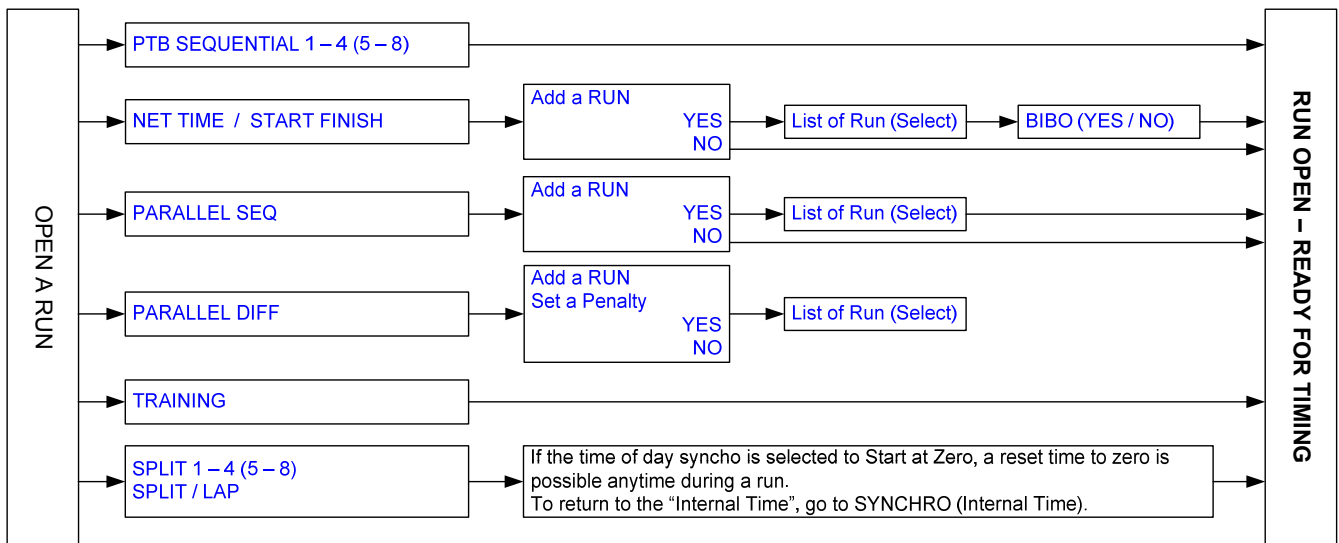 OPEN A RUN
PTB SEQUENTIAL 1 – 4 (5 – 8)
NET TIME / START FINISH
Add a RUN
YES
NO
List of Run (Select)
BIBO (YES / NO)
PARALLEL SEQ
Add a RUN
YES
NO
List of Run (Select)
PARALLEL DIFF
Add a RUN
Set a Penalty
YES
NO
List of Run (Select)
TRAINING
SPLIT 1 – 4 (5 – 8)
SPLIT / LAP
If the time of day syncho is selected to Start at Zero, a reset time to zero is
possible anytime during a run.
To return to the “Internal Time”, go to SYNCHRO (Internal Time).
RUN OPEN – READY FOR TIMING